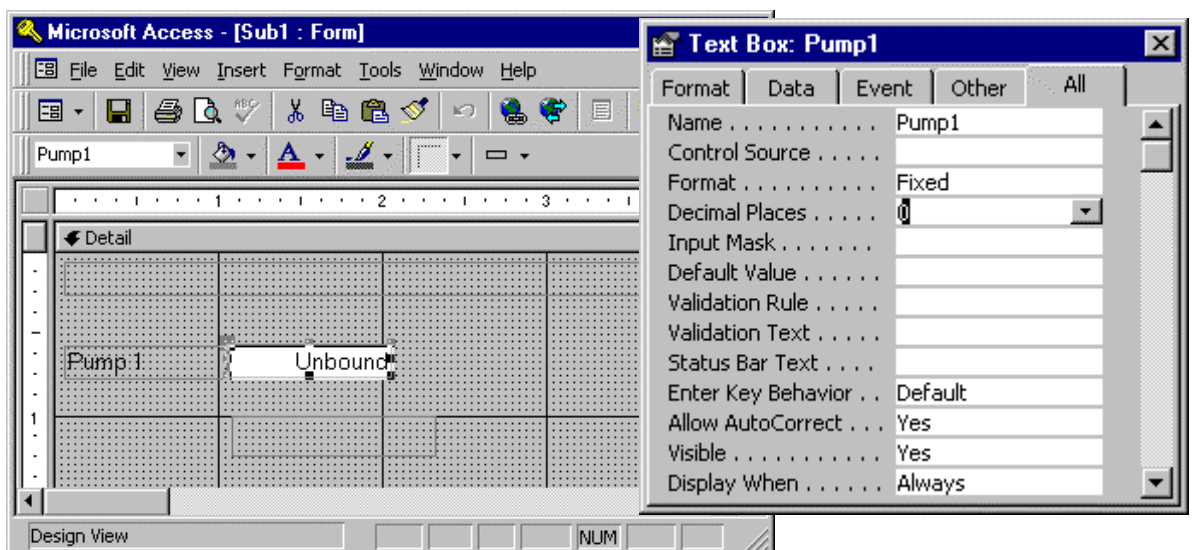 Microsoft Access - [Sub1 : Form]
File Edit View Insert Format Tools Window Help
ABC
Pump1
A
1 2 3
Detail
Pump 1 Unbound
1
Design View NUM
Text Box: Pump1
Format Data Event Other All
Name . . . . . . . . . . . Pump1
Control Source . . . . .
Format . . . . . . . . . . Fixed
Decimal Places . . . . . 0
Input Mask . . . . . . .
Default Value . . . . . .
Validation Rule . . . . .
Validation Text . . . . .
Status Bar Text . . . .
Enter Key Behavior . . Default
Allow AutoCorrect . . . Yes
Visible . . . . . . . . . . . Yes
Display When . . . . . . Always